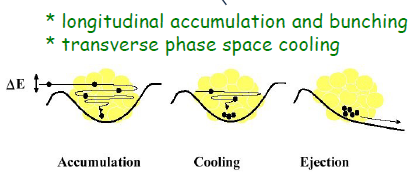 * longitudinal accumulation and bunching
* transverse phase space cooling
ΔE
Accumulation Cooling Ejection